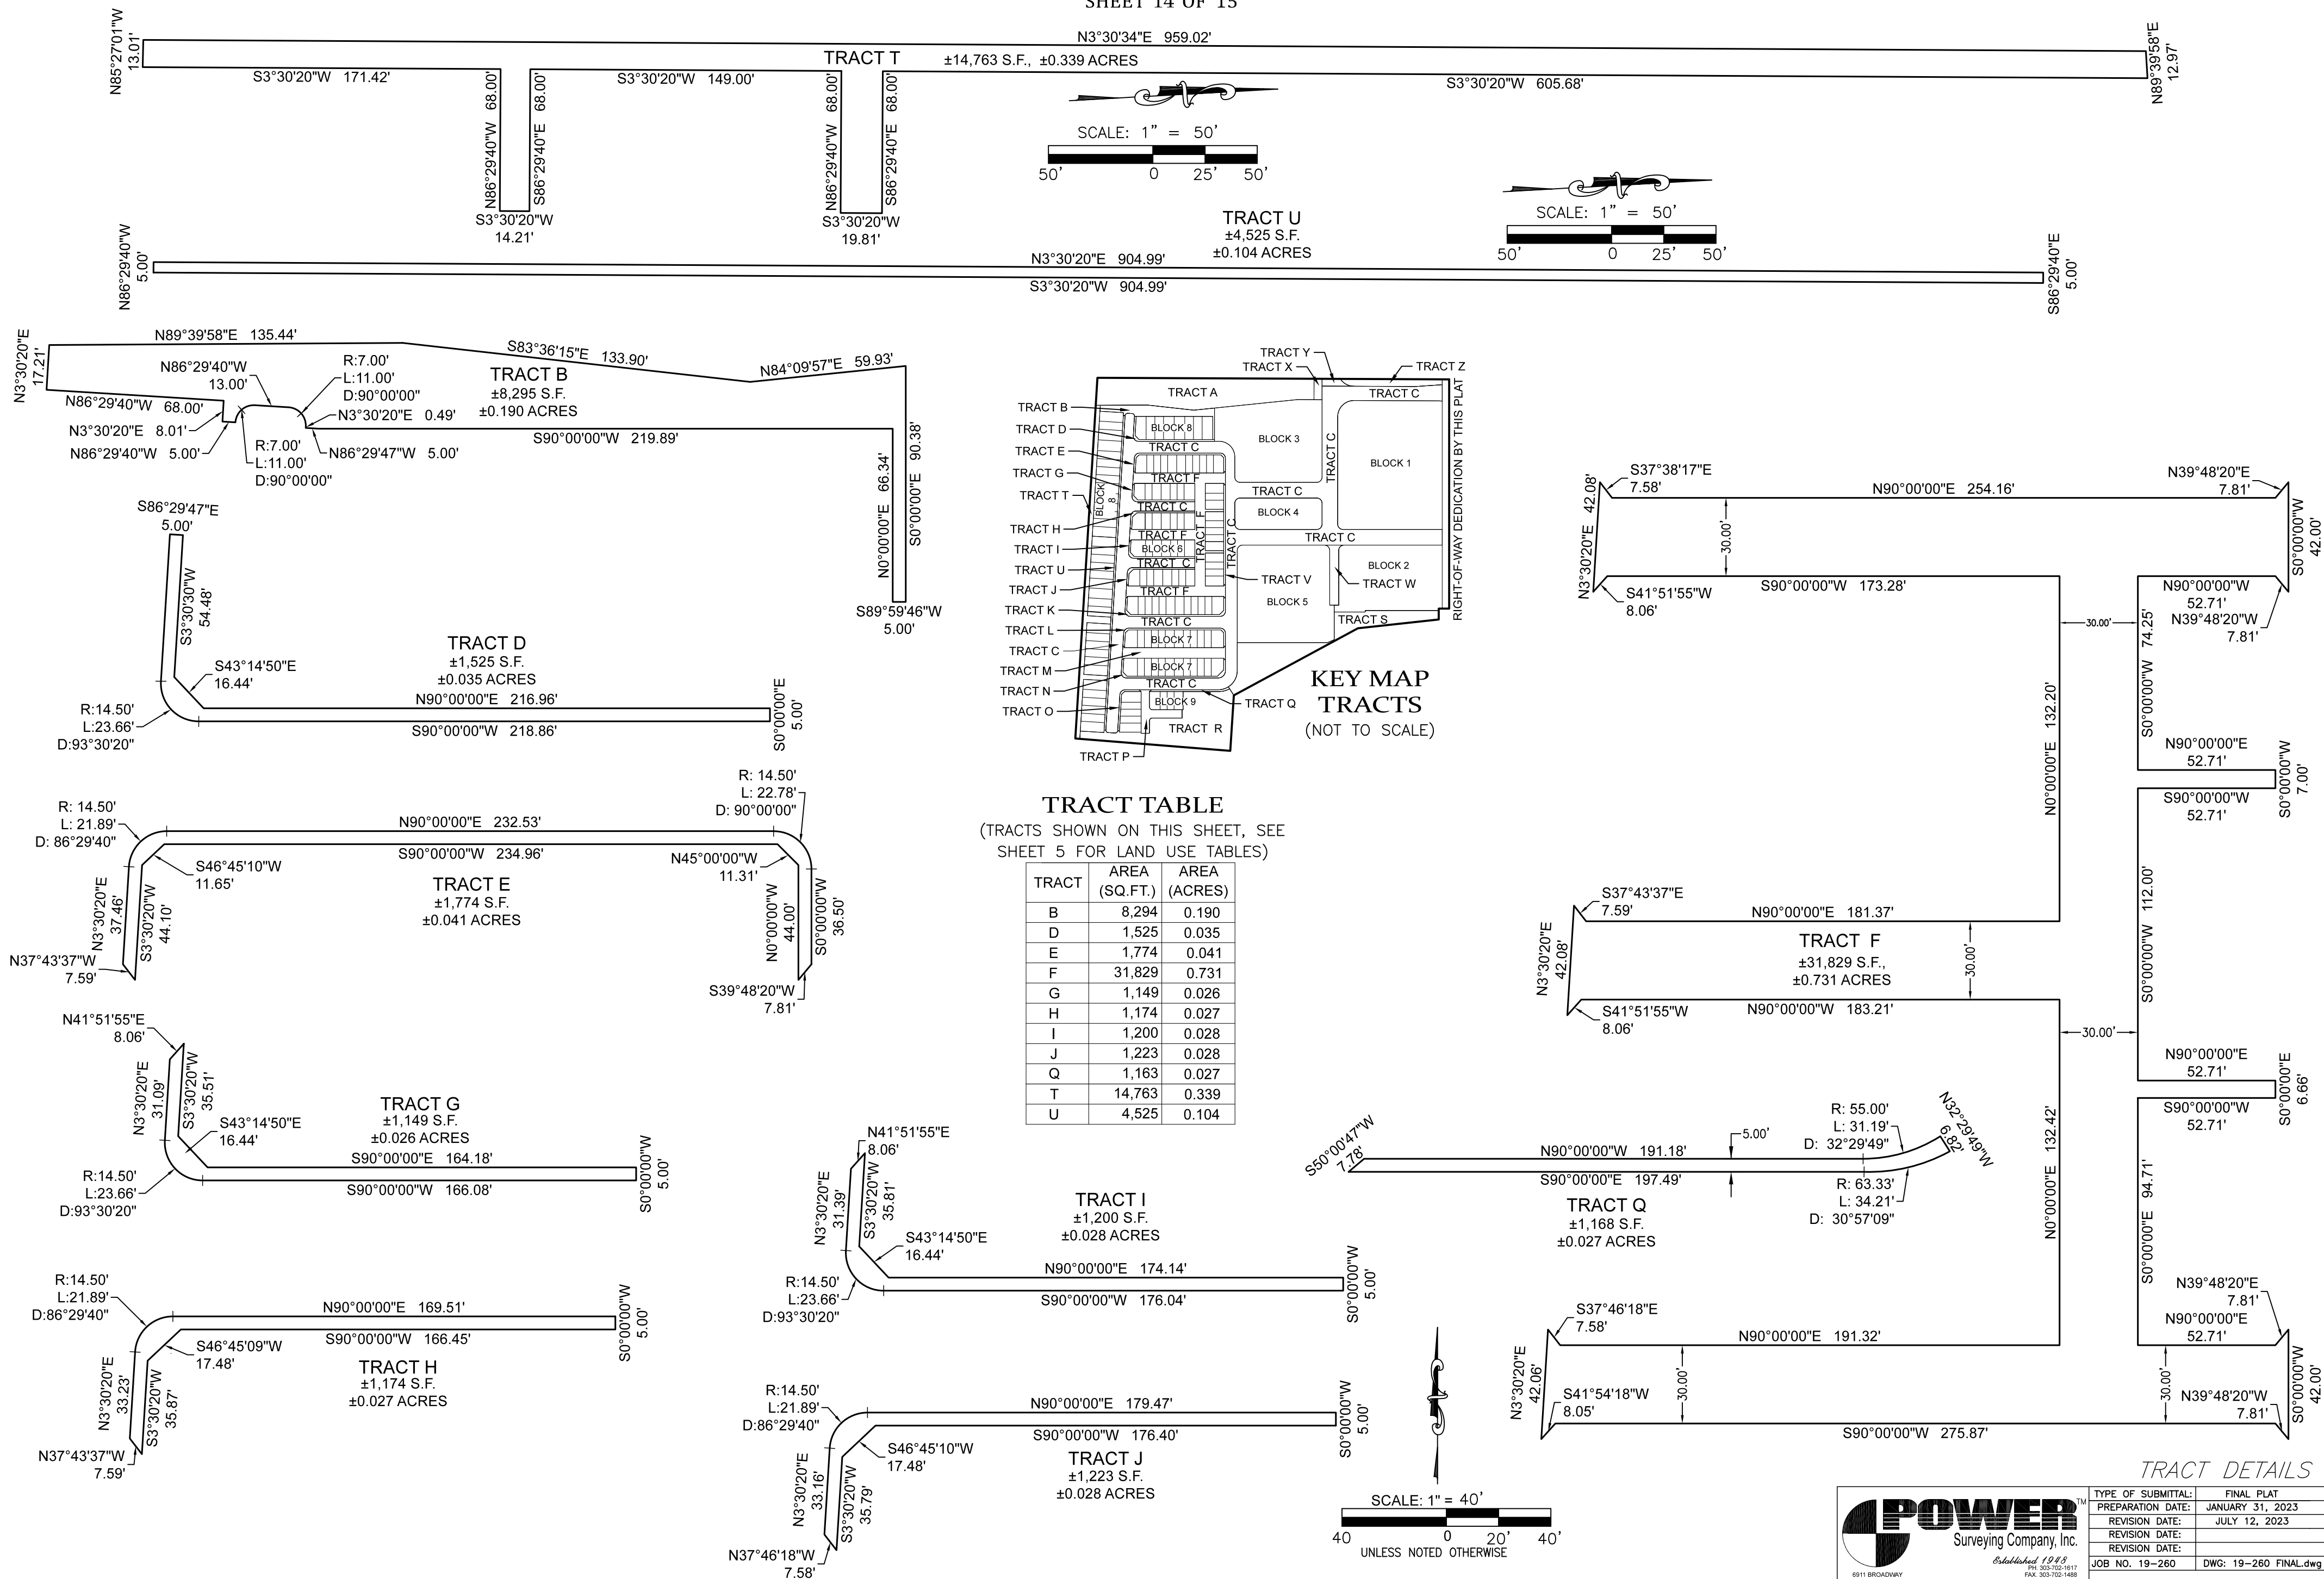 SHEET 14 OF 15
N3°30'34"E 959.02'
N85°27'01"W
13.01'
TRACT T
±14,763 S.F., ±0.339 ACRES
N89°39'58"E
12.97'
S3°30'20"W 171.42'
N86°29'40"W 68.00'
S86°29'40"E 68.00'
S3°30'20"W
14.21'
S3°30'20"W 149.00'
N86°29'40"W 68.00'
S86°29'40"E 68.00'
S3°30'20"W
19.81'
S3°30'20"W 605.68'
SCALE: 1" = 50'
50' 0 25' 50'
SCALE: 1" = 50'
50' 0 25' 50'
TRACT U
±4,525 S.F.
±0.104 ACRES
N86°29'40"W
5.00'
N3°30'20"E 904.99'
S3°30'20"W 904.99'
S86°29'40"E
5.00'
N3°30'20"E
17.21'
N89°39'58"E 135.44'
S83°36'15"E 133.90'
N84°09'57"E 59.93'
N86°29'40"W
13.00'
R:7.00'
L:11.00'
D:90°00'00"
TRACT B
±8,295 S.F.
±0.190 ACRES
N86°29'40"W 68.00'
N3°30'20"E 0.49'
N3°30'20"E 8.01'
N86°29'40"W 5.00'
R:7.00'
L:11.00'
D:90°00'00"
N86°29'47"W 5.00'
S90°00'00"W 219.89'
N0°00'00"E 66.34'
S0°00'00"E 90.38'
S89°59'46"W
5.00'
S86°29'47"E
5.00'
S3°30'30"W
54.48'
S43°14'50"E
16.44'
TRACT D
±1,525 S.F.
±0.035 ACRES
R:14.50'
L:23.66'
D:93°30'20"
N90°00'00"E 216.96'
S90°00'00"W 218.86'
S0°00'00"E
5.00'
R: 14.50'
L: 21.89'
D: 86°29'40"
R: 14.50'
L: 22.78'
D: 90°00'00"
N90°00'00"E 232.53'
S90°00'00"W 234.96'
S46°45'10"W
11.65'
N45°00'00"W
11.31'
TRACT E
±1,774 S.F.
±0.041 ACRES
N3°30'20"E
37.46'
S3°30'20"W
44.10'
N37°43'37"W
7.59'
N0°00'00"W
44.00'
S0°00'00"W
36.50'
S39°48'20"W
7.81'
N41°51'55"E
8.06'
N3°30'20"E
31.09'
S3°30'20"W
35.51'
S43°14'50"E
16.44'
TRACT G
±1,149 S.F.
±0.026 ACRES
R:14.50'
L:23.66'
D:93°30'20"
S90°00'00"E 164.18'
S90°00'00"W 166.08'
S0°00'00"W
5.00'
R:14.50'
L:21.89'
D:86°29'40"
N90°00'00"E 169.51'
S90°00'00"W 166.45'
S46°45'09"W
17.48'
S0°00'00"W
5.00'
TRACT H
±1,174 S.F.
±0.027 ACRES
N3°30'20"E
33.23'
S3°30'20"W
35.87'
N37°43'37"W
7.59'
TRACT Y
TRACT X
TRACT Z
TRACT A
TRACT C
TRACT B
TRACT D
TRACT E
TRACT G
TRACT T
TRACT H
TRACT I
TRACT U
TRACT J
TRACT K
TRACT L
TRACT C
TRACT M
TRACT N
TRACT O
TRACT P
BLOCK 8
BLOCK 3
TRACT C
BLOCK 1
TRACT C
TRACT F
TRACT C
TRACT C
BLOCK 4
BLOCK 8
TRACT F
TRACT F
TRACT C
TRACT C
BLOCK 6
TRACT C
BLOCK 2
TRACT V
TRACT W
TRACT F
BLOCK 5
TRACT S
TRACT C
BLOCK 7
BLOCK 7
TRACT C
BLOCK 9
TRACT Q
TRACT R
RIGHT-OF-WAY DEDICATION BY THIS PLAT
KEY MAP
TRACTS
(NOT TO SCALE)
TRACT TABLE
(TRACTS SHOWN ON THIS SHEET, SEE
SHEET 5 FOR LAND USE TABLES)
TRACT AREA (SQ.FT.) AREA (ACRES)
B 8,294 0.190
D 1,525 0.035
E 1,774 0.041
F 31,829 0.731
G 1,149 0.026
H 1,174 0.027
I 1,200 0.028
J 1,223 0.028
Q 1,163 0.027
T 14,763 0.339
U 4,525 0.104
N41°51'55"E
8.06'
N3°30'20"E
31.39'
S3°30'20"W
35.81'
S43°14'50"E
16.44'
TRACT I
±1,200 S.F.
±0.028 ACRES
R:14.50'
L:23.66'
D:93°30'20"
N90°00'00"E 174.14'
S90°00'00"W 176.04'
S0°00'00"W
5.00'
R:14.50'
L:21.89'
D:86°29'40"
N90°00'00"E 179.47'
S90°00'00"W 176.40'
S46°45'10"W
17.48'
S0°00'00"W
5.00'
TRACT J
±1,223 S.F.
±0.028 ACRES
N3°30'20"E
33.16'
S3°30'20"W
35.79'
N37°46'18"W
7.58'
S50°00'47"W
7.78'
N90°00'00"W 191.18'
5.00'
S90°00'00"E 197.49'
R: 55.00'
L: 31.19'
D: 32°29'49"
N32°29'49"W
6.82'
R: 63.33'
L: 34.21'
D: 30°57'09"
TRACT Q
±1,168 S.F.
±0.027 ACRES
SCALE: 1" = 40'
40 0 20' 40'
UNLESS NOTED OTHERWISE
S37°38'17"E
7.58'
N90°00'00"E 254.16'
N39°48'20"E
7.81'
N3°30'20"E 42.08'
30.00'
S0°00'00"W
42.00'
S41°51'55"W
8.06'
S90°00'00"W 173.28'
N90°00'00"W
52.71'
N39°48'20"W
7.81'
30.00'
S0°00'00"W 74.25'
N0°00'00"E 132.20'
N90°00'00"E
52.71'
S0°00'00"W
7.00'
S90°00'00"W
52.71'
S37°43'37"E
7.59'
N90°00'00"E 181.37'
N3°30'20"E
42.08'
TRACT F
±31,829 S.F.,
±0.731 ACRES
30.00'
S0°00'00"W 112.00'
S41°51'55"W
8.06'
N90°00'00"W 183.21'
30.00'
N90°00'00"E
52.71'
S0°00'00"E
6.66'
S90°00'00"W
52.71'
N0°00'00"E 132.42'
S0°00'00"E 94.71'
S37°46'18"E
7.58'
N90°00'00"E 191.32'
N39°48'20"E
7.81'
N90°00'00"E
52.71'
N3°30'20"E
42.06'
30.00'
30.00'
S0°00'00"W
42.00'
S41°54'18"W
8.05'
N39°48'20"W
7.81'
S90°00'00"W 275.87'
TRACT DETAILS
POWER TM
Surveying Company, Inc.
Established 1948
PH. 303-702-1617
FAX. 303-702-1488
6911 BROADWAY
TYPE OF SUBMITTAL: FINAL PLAT
PREPARATION DATE: JANUARY 31, 2023
REVISION DATE: JULY 12, 2023
REVISION DATE:
REVISION DATE:
JOB NO. 19-260 DWG: 19-260 FINAL.dwg